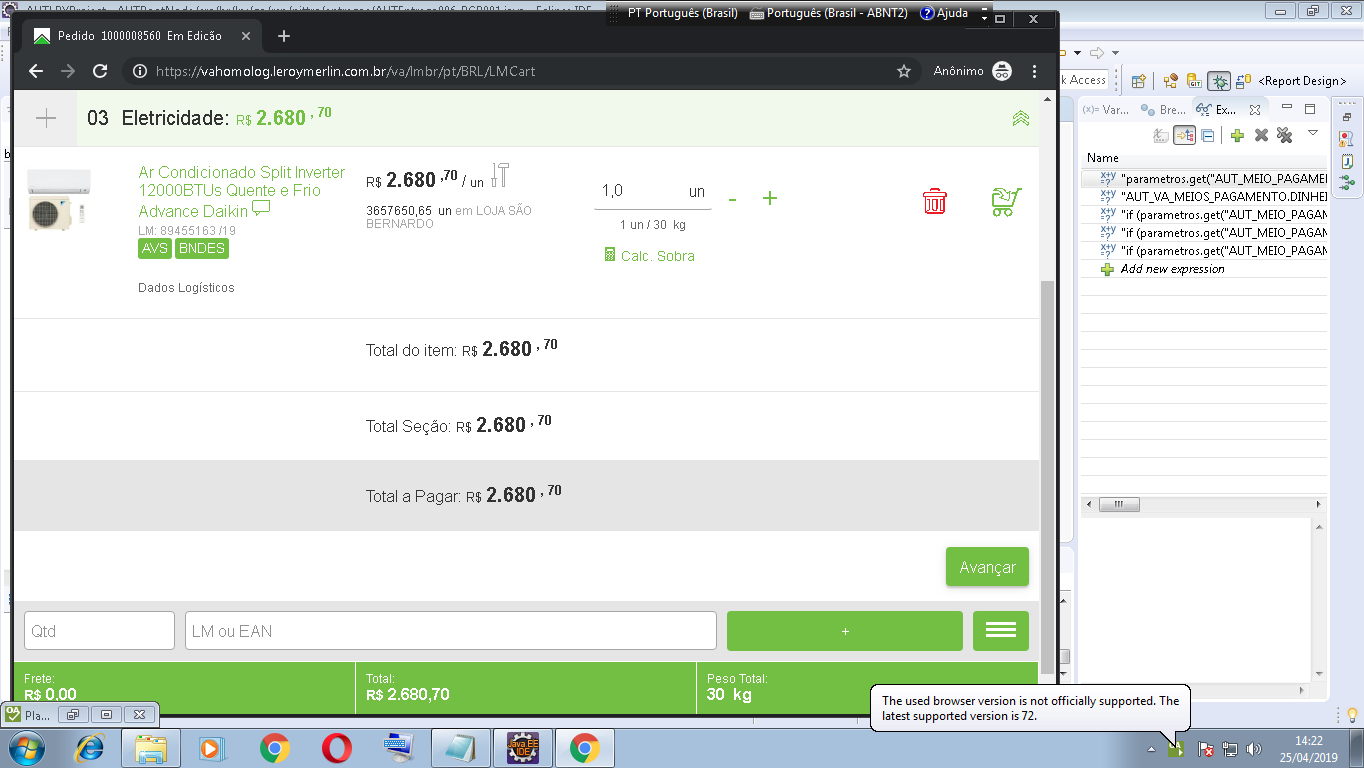 PT Português (Brasil)
Português (Brasil - ABNT2)
Ajuda
Pedido 1000008560 Em Edicão
https://vahomolog.leroymerlin.com.br/va/lmbr/pt/BRL/LMCart
Anônimo
k Access
<Report Design>
(x)= Var...
Bre...
Ex...
Name
"parametros.get("AUT_MEIO_PAGAME
"AUT_VA_MEIOS_PAGAMENTO.DINHE
"if (parametros.get("AUT_MEIO_PAGAM
"if (parametros.get("AUT_MEIO_PAGAM
"if (parametros.get("AUT_MEIO_PAGAM
Add new expression
03 Eletricidade: R$ 2.680 , 70
Ar Condicionado Split Inverter
12000BTUs Quente e Frio
Advance Daikin
LM: 89455163 /19
AVS BNDES
Dados Logísticos
R$ 2.680 ,70 / un
3657650,65 un em LOJA SÃO
BERNARDO
1,0 un
- +
1 un / 30 kg
Calc. Sobra
Total do item: R$ 2.680 , 70
Total Seção: R$ 2.680 , 70
Total a Pagar: R$ 2.680 , 70
Avançar
Qtd
LM ou EAN
+
Frete:
R$ 0,00
Total:
R$ 2.680,70
Peso Total:
30 kg
Pla...
The used browser version is not officially supported. The
latest supported version is 72.
Java EE
IDE
14:22
25/04/2019